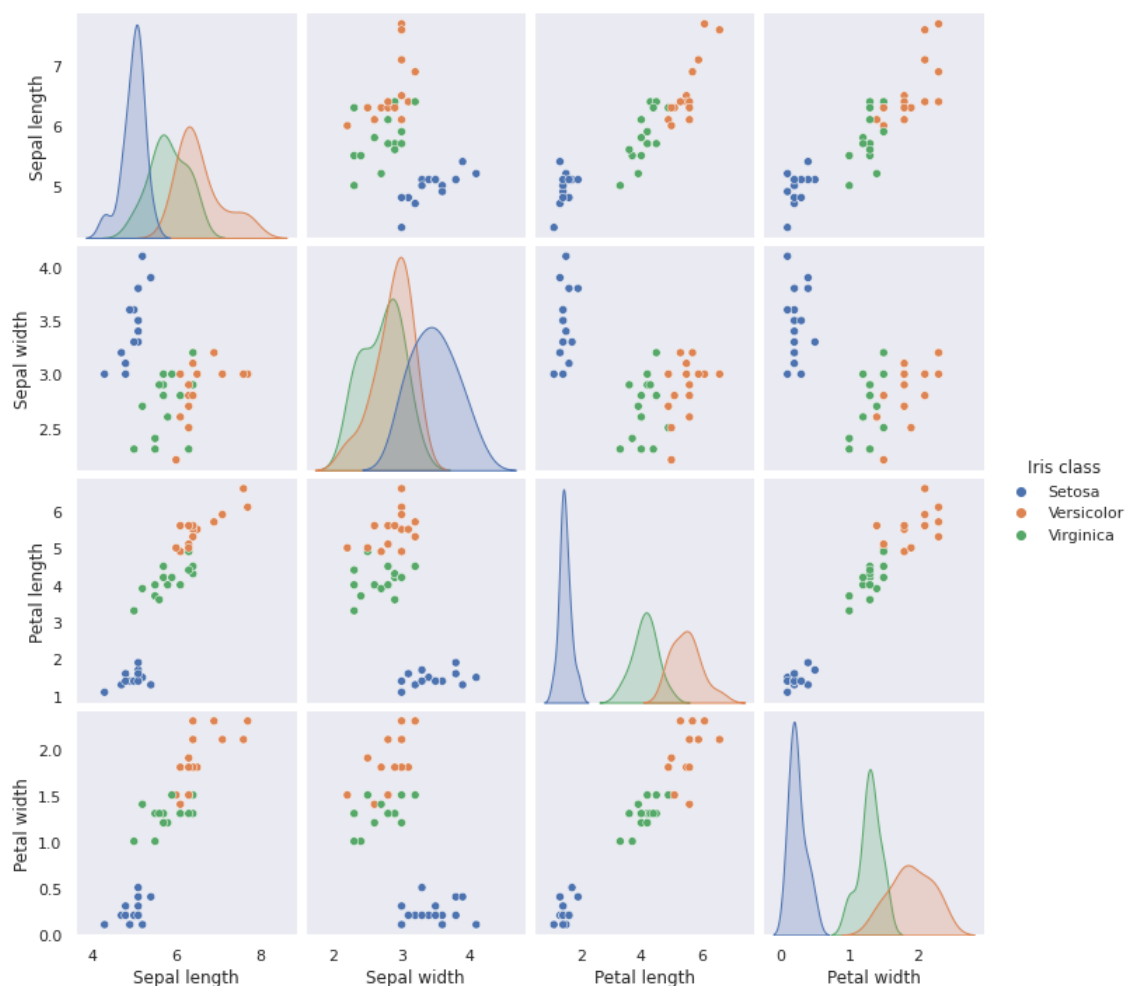 Sepal length
7
6
5
Sepal width
4.0
3.5
3.0
2.5
Petal length
6
5
4
3
2
1
Petal width
2.0
1.5
1.0
0.5
0.0
4 6 8
Sepal length
2 3 4
Sepal width
2 4 6
Petal length
0 1 2
Petal width
Iris class
Setosa
Versicolor
Virginica